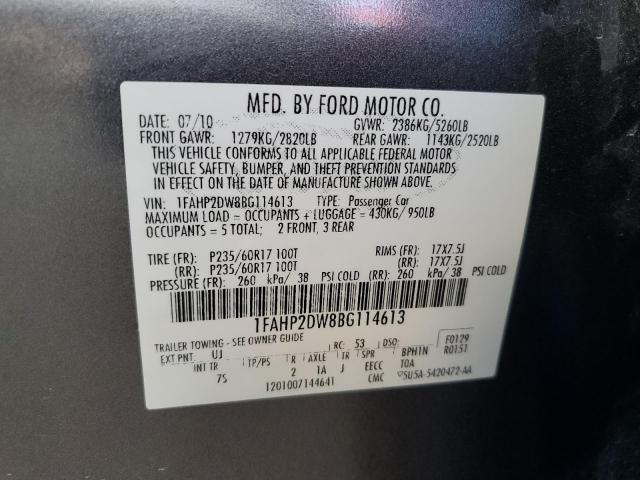 MFD. BY FORD MOTOR CO.
DATE: 07/10 GVWR: 2386KG/5260LB
FRONT GAWR: 1279KG/2820LB REAR GAWR: 1143KG/2520LB
THIS VEHICLE CONFORMS TO ALL APPLICABLE FEDERAL MOTOR
VEHICLE SAFETY, BUMPER, AND THEFT PREVENTION STANDARDS
IN EFFECT ON THE DATE OF MANUFACTURE SHOWN ABOVE.
VIN: 1FAHP2DW8BG114613 TYPE: Passenger Car
MAXIMUM LOAD = OCCUPANTS + LUGGAGE = 430KG/950LB
OCCUPANTS = 5 TOTAL; 2 FRONT, 3 REAR
TIRE (FR): P235/60R17 100T RIMS (FR): 17X7.5J
(RR): P235/60R17 100T (RR): 17X7.5J
PRESSURE (FR): 260 kPa/ 38 PSI COLD (RR): 260 kPa/ 38 PSI COLD
1FAHP2DW8BG114613
TRAILER TOWING - SEE OWNER GUIDE RC: 53 DSO: F0129
EXT PNT: UJ R0151
INT TR TP/PS R AXLE TR SPR BPHTN
7S 2 1A J EECC TOA
1201007144641 CMC 5U5A-5420472-AA